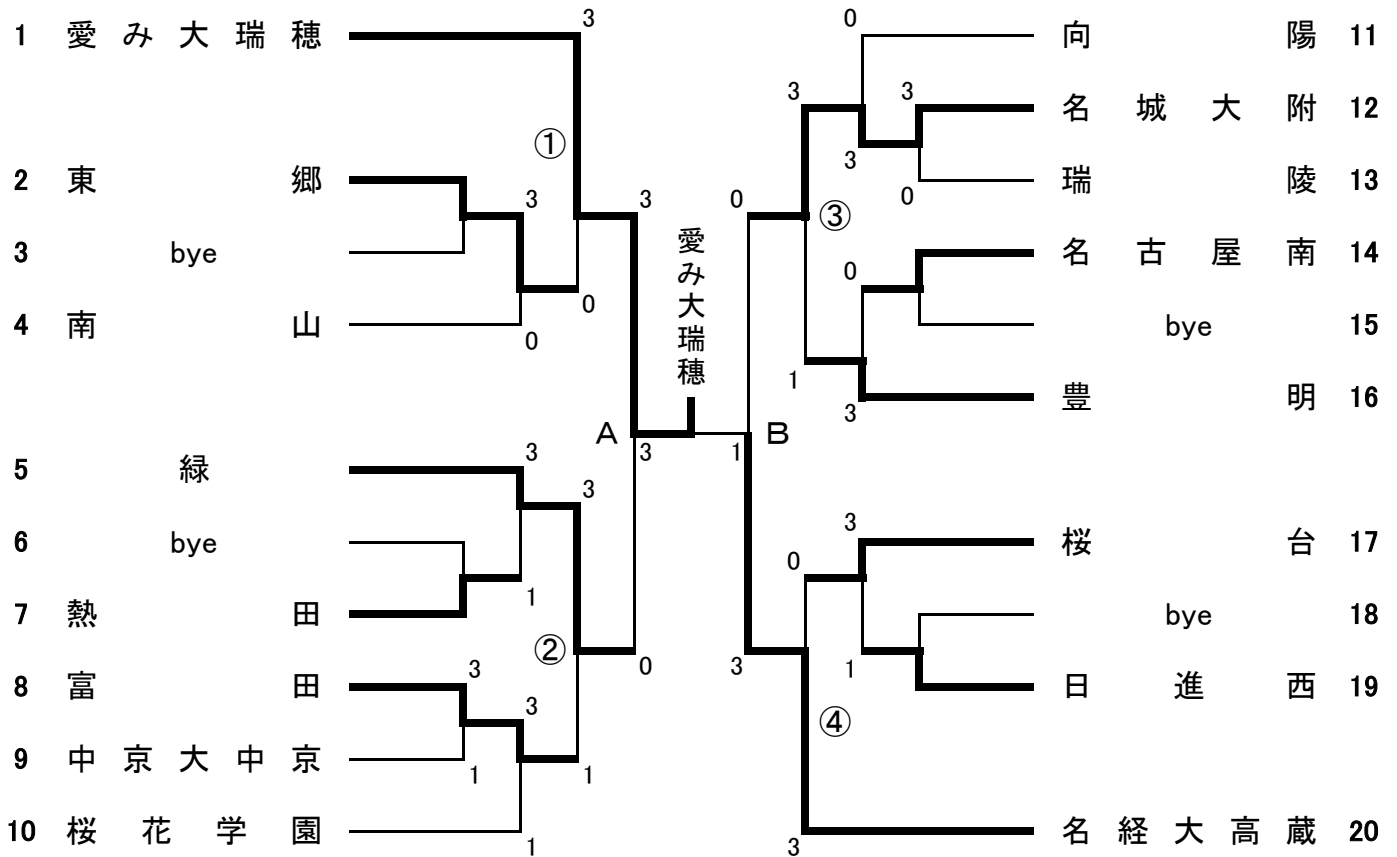 1 愛み大瑞穂
2 東郷
3 bye
4 南山
5 緑
6 bye
7 熱田
8 富田
9 中京大中京
10 桜花学園
3
①
3
0
0
3
3
1
②
3
3
1
1
1
3
A
0
3
愛み大瑞穂
1
0
B
3
0
3
3
3
0
③
0
1
3
3
0
1
④
3
向陽 11
名城大附 12
瑞陵 13
名古屋南 14
bye 15
豊明 16
桜台 17
bye 18
日進西 19
名経大高蔵 20